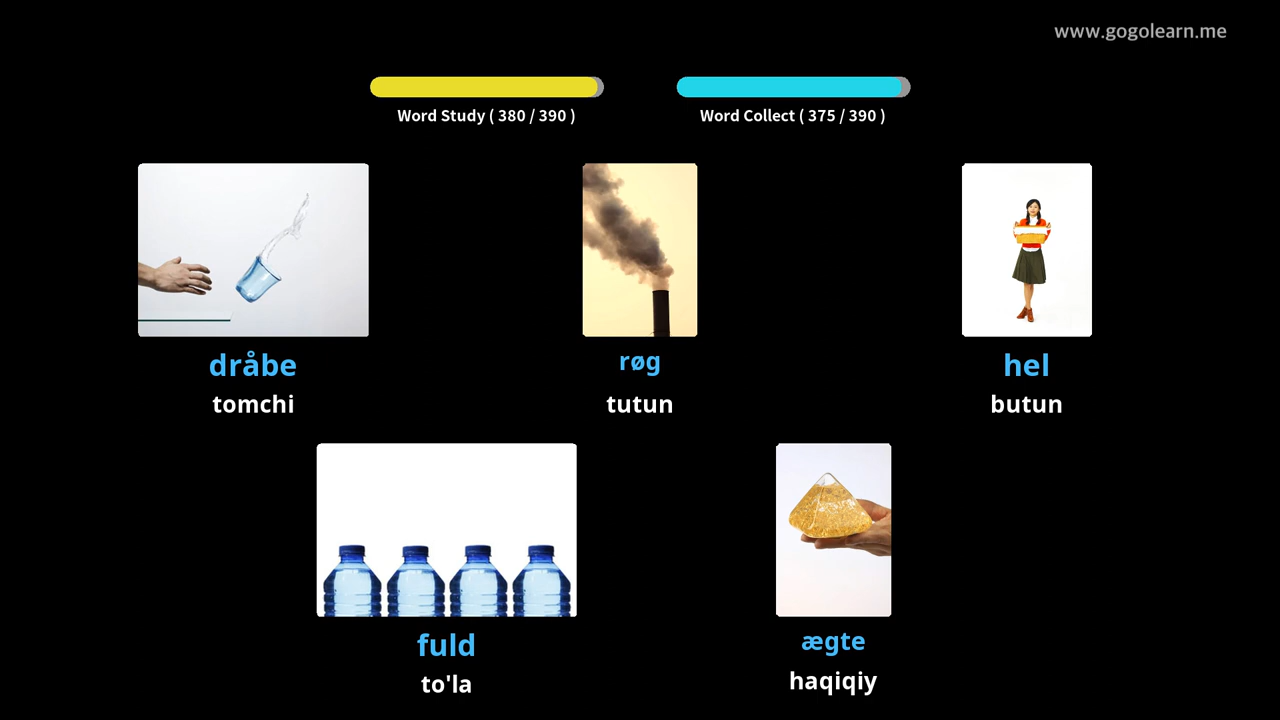 www.gogolearn.me
Word Study ( 380 / 390 )
Word Collect ( 375 / 390 )
dråbe
tomchi
røg
tutun
hel
butun
fuld
to'la
ægte
haqiqiy